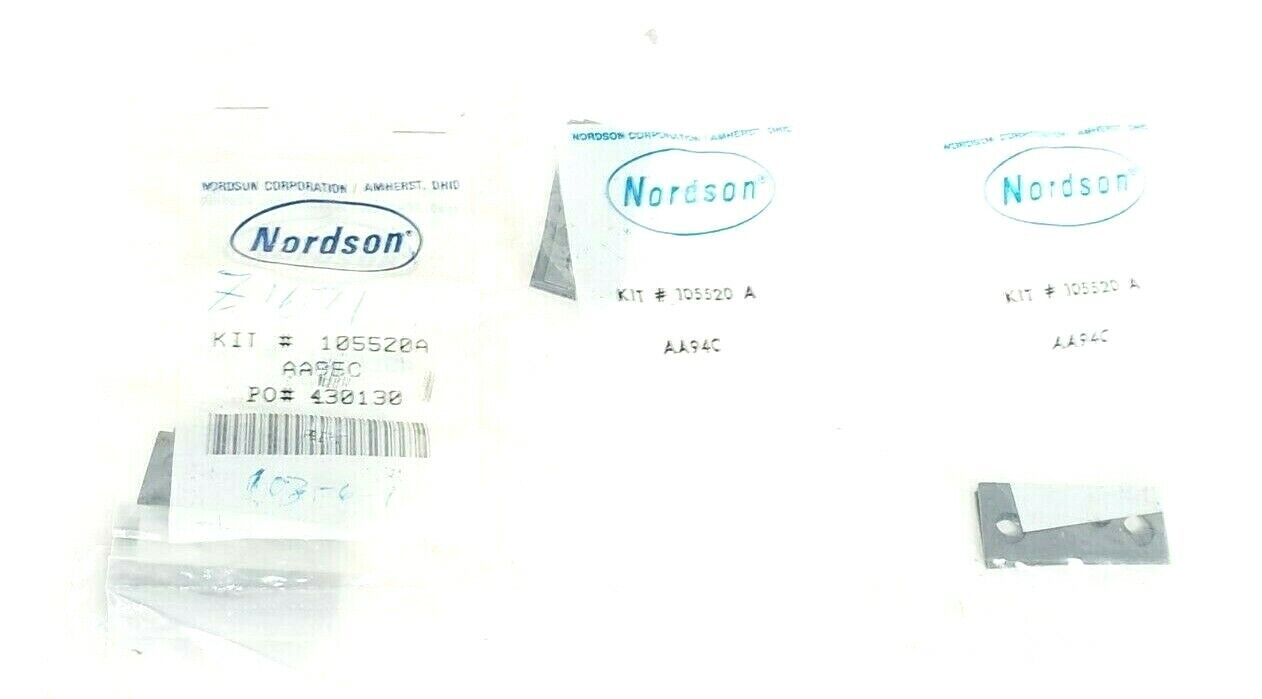 NORDSON CORPORATION / AMHERST, OHIO
Nordson®
KIT # 105520A
AA95C
PO# 430130
NORDSON CORPORATION / AMHERST, OHIO
Nordson®
KIT # 105520 A
AA94C
NORDSON CORPORATION / AMHERST, OHIO
Nordson®
KIT # 105520 A
AA94C